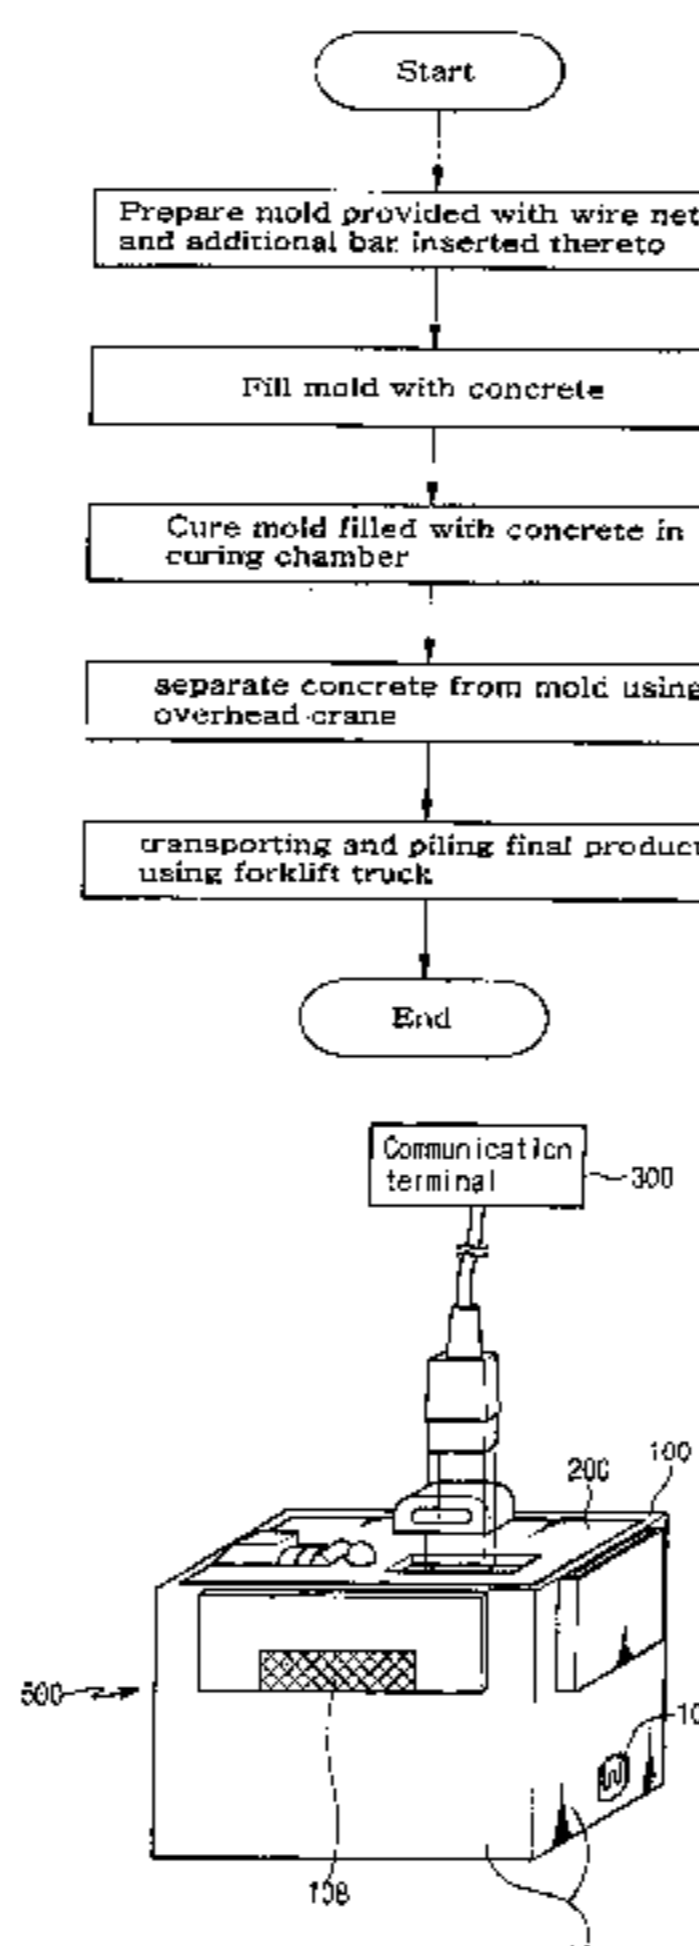 Start
Prepare mold provided with wire net
and additional bar inserted thereto
Fill mold with concrete
Cure mold filled with concrete in
curing chamber
separate concrete from mold using
overhead crane
transporting and piling final product
using forklift truck
End
Communication
terminal
300
200
100
500
108